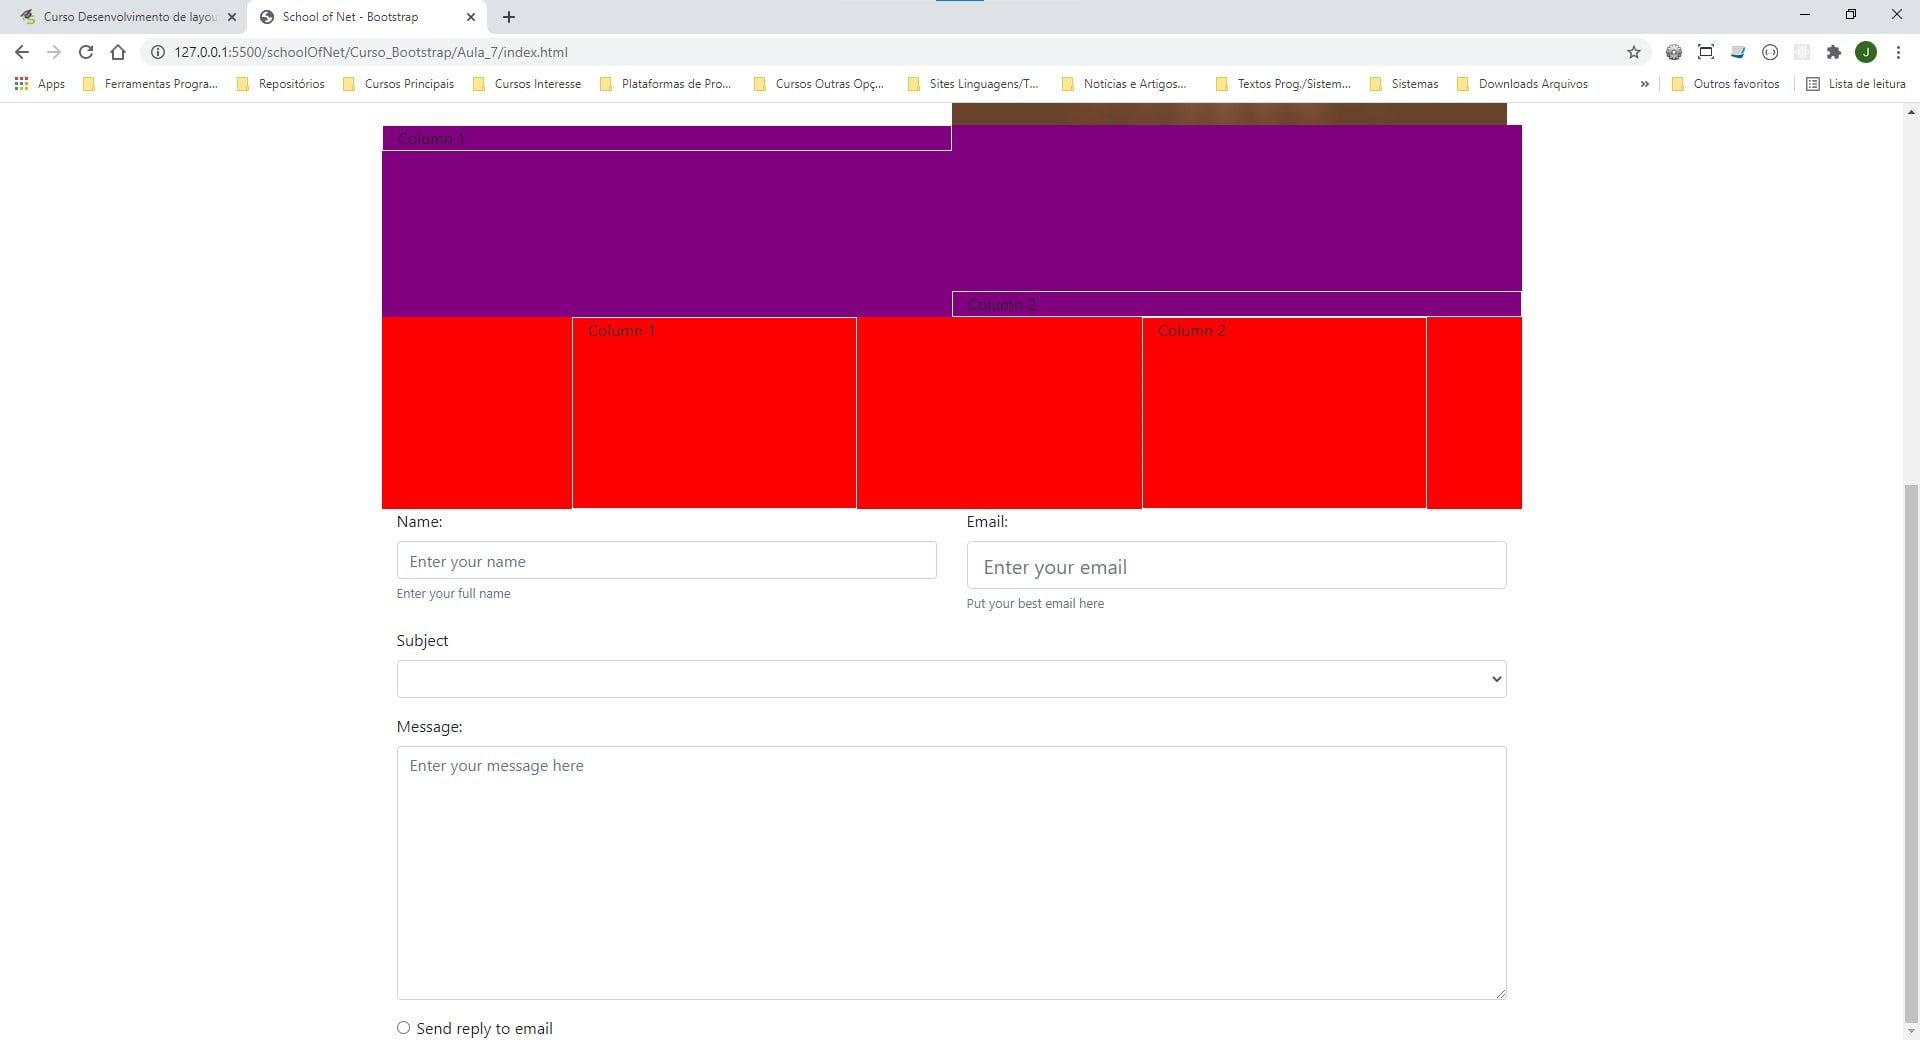 Curso Desenvolvimento de layou
School of Net - Bootstrap
127.0.0.1:5500/schoolOfNet/Curso_Bootstrap/Aula_7/index.html
J
Apps
Ferramentas Progra...
Repositórios
Cursos Principais
Cursos Interesse
Plataformas de Pro...
Cursos Outras Opç...
Sites Linguagens/T...
Noticias e Artigos...
Textos Prog./Sistem...
Sistemas
Downloads Arquivos
»
Outros favoritos
Lista de leitura
Column 1
Column 2
Column 1
Column 2
Name:
Email:
Enter your name
Enter your email
Enter your full name
Put your best email here
Subject
Message:
Enter your message here
Send reply to email